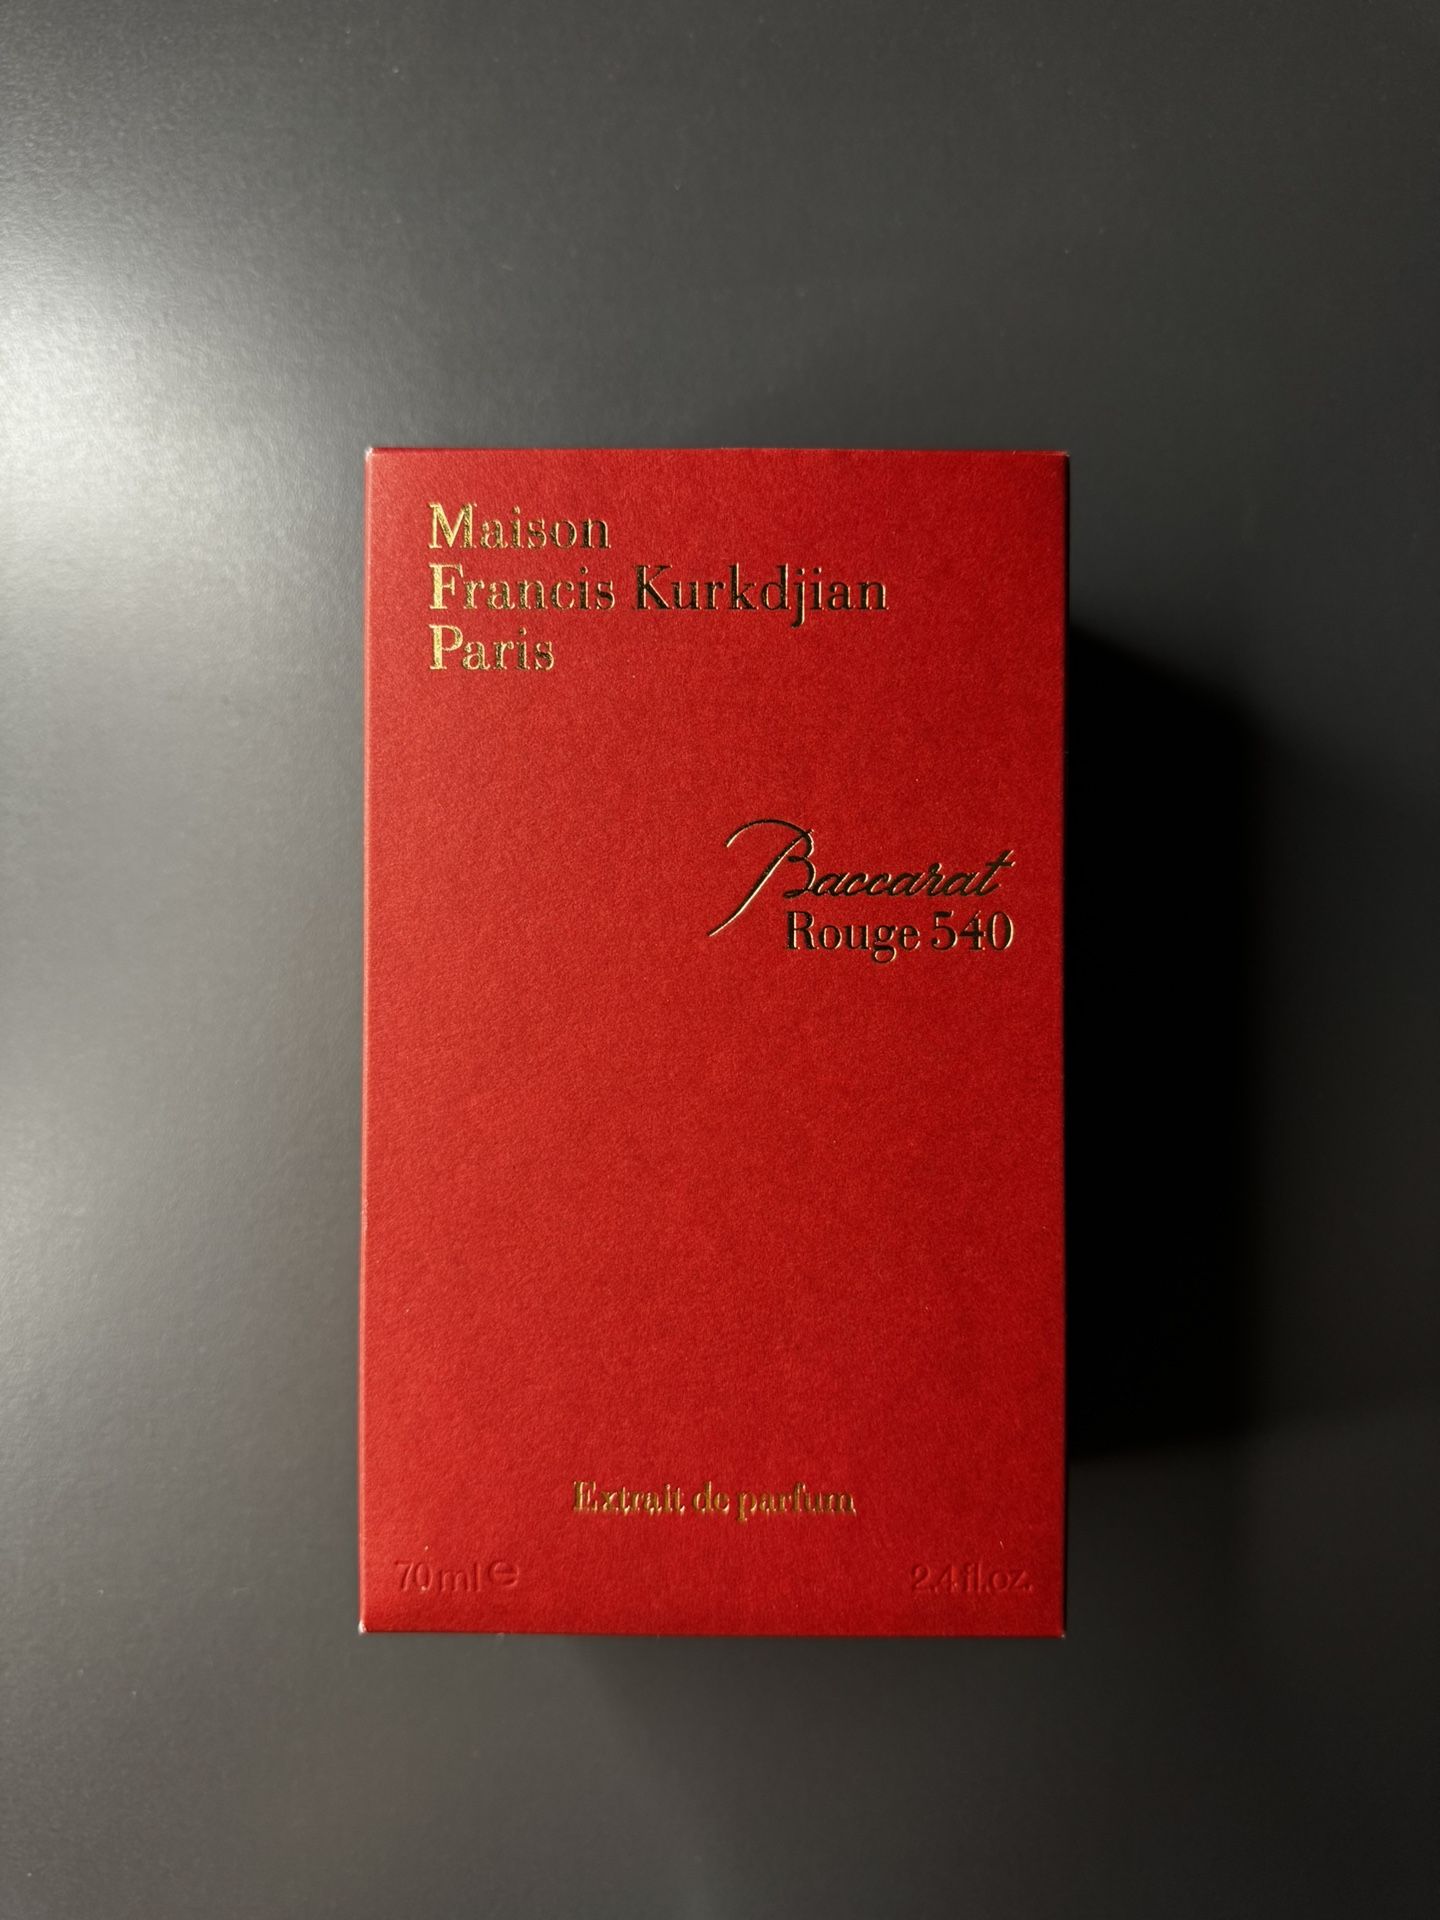 Maison
Francis Kurkdjian
Paris
Baccarat
Rouge 540
Extrait de parfum
70 ml ℮ 2.4 fl.oz.